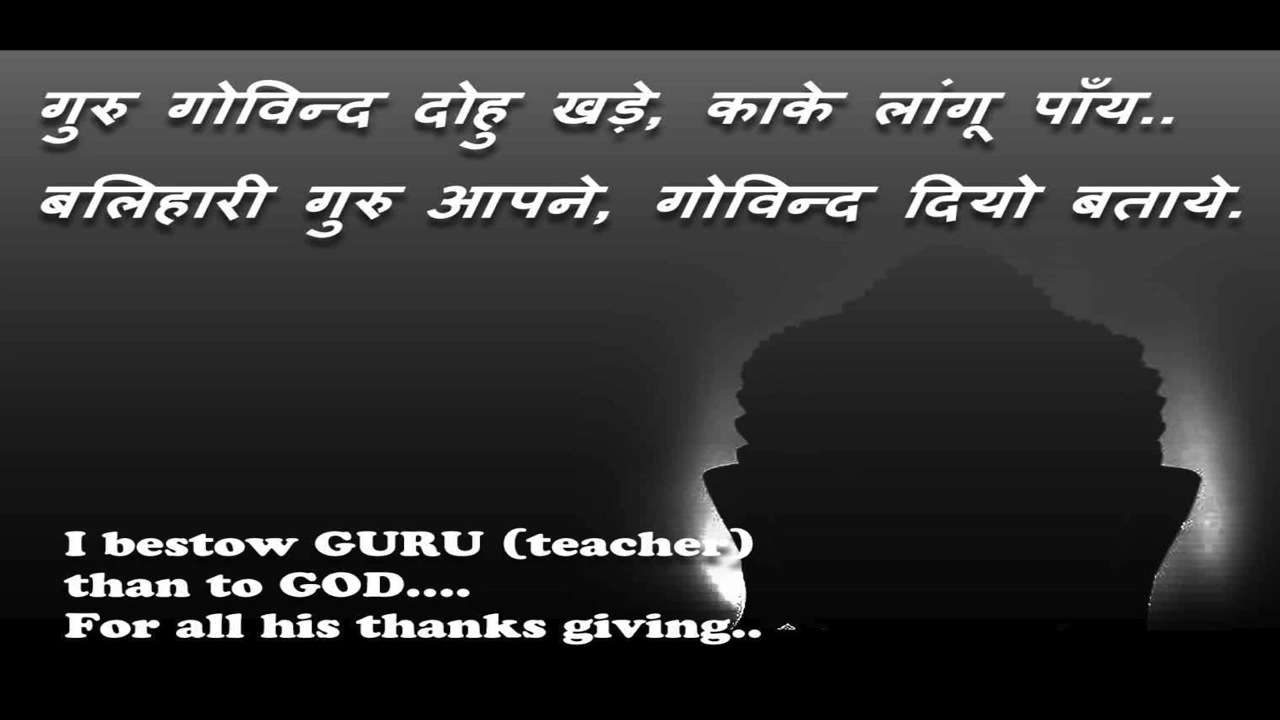 गुरु गोविन्द दोहु खड़े, काके लांगू पाँय..
बलिहारी गुरु आपने, गोविन्द दियो बताये.
I bestow GURU (teacher)
than to GOD....
For all his thanks giving..